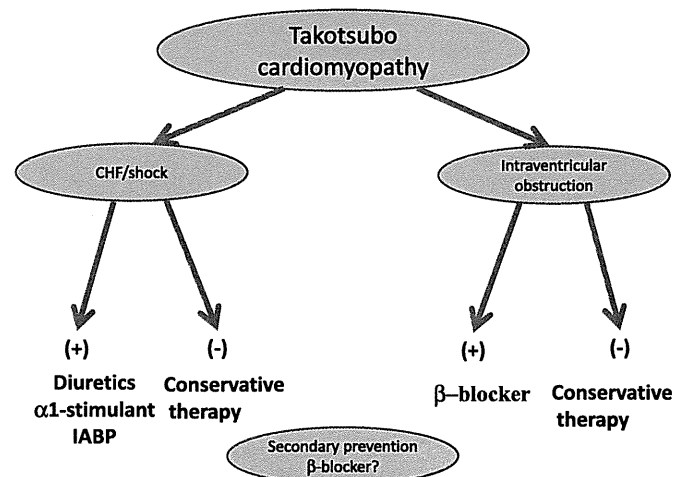 Takotsubo
cardiomyopathy
CHF/shock
Intraventricular
obstruction
(+)
(-)
Diuretics
α1-stimulant
IABP
Conservative
therapy
(+)
(-)
β-blocker
Conservative
therapy
Secondary prevention
β-blocker?